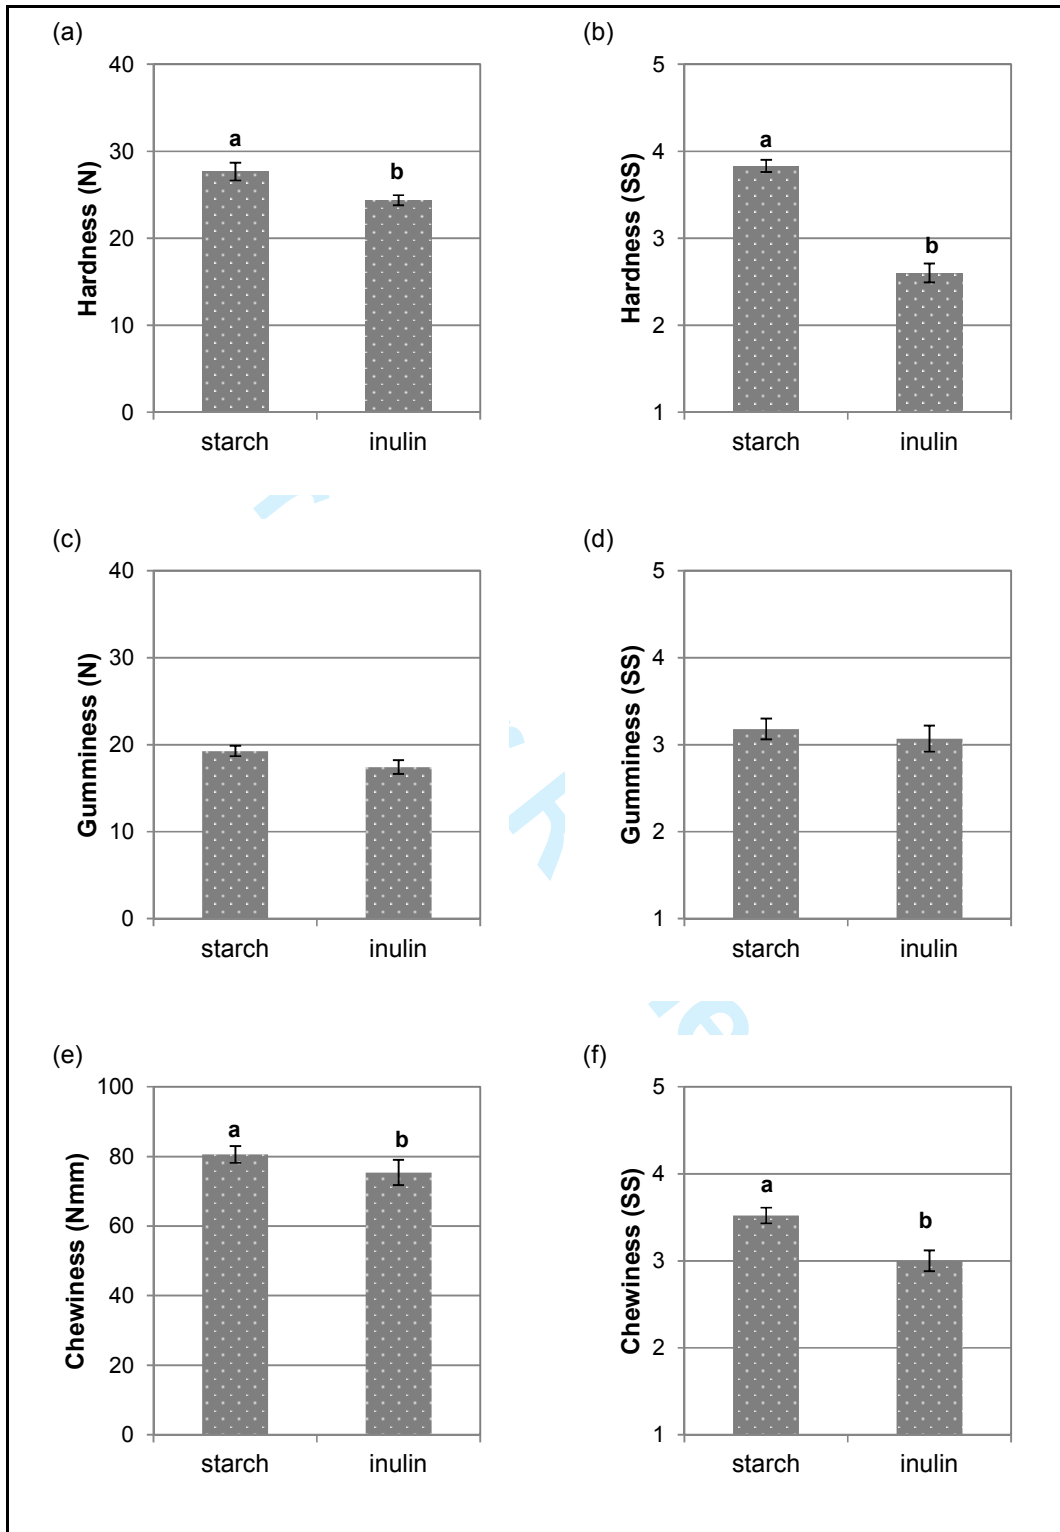 (a)
Hardness (N)
40
30
20
10
0
a
b
starch inulin
(b)
Hardness (SS)
5
4
3
2
1
a
b
starch inulin
(c)
Gumminess (N)
40
30
20
10
0
starch inulin
(d)
Gumminess (SS)
5
4
3
2
1
starch inulin
(e)
Chewiness (Nmm)
100
80
60
40
20
0
a
b
starch inulin
(f)
Chewiness (SS)
5
4
3
2
1
a
b
starch inulin